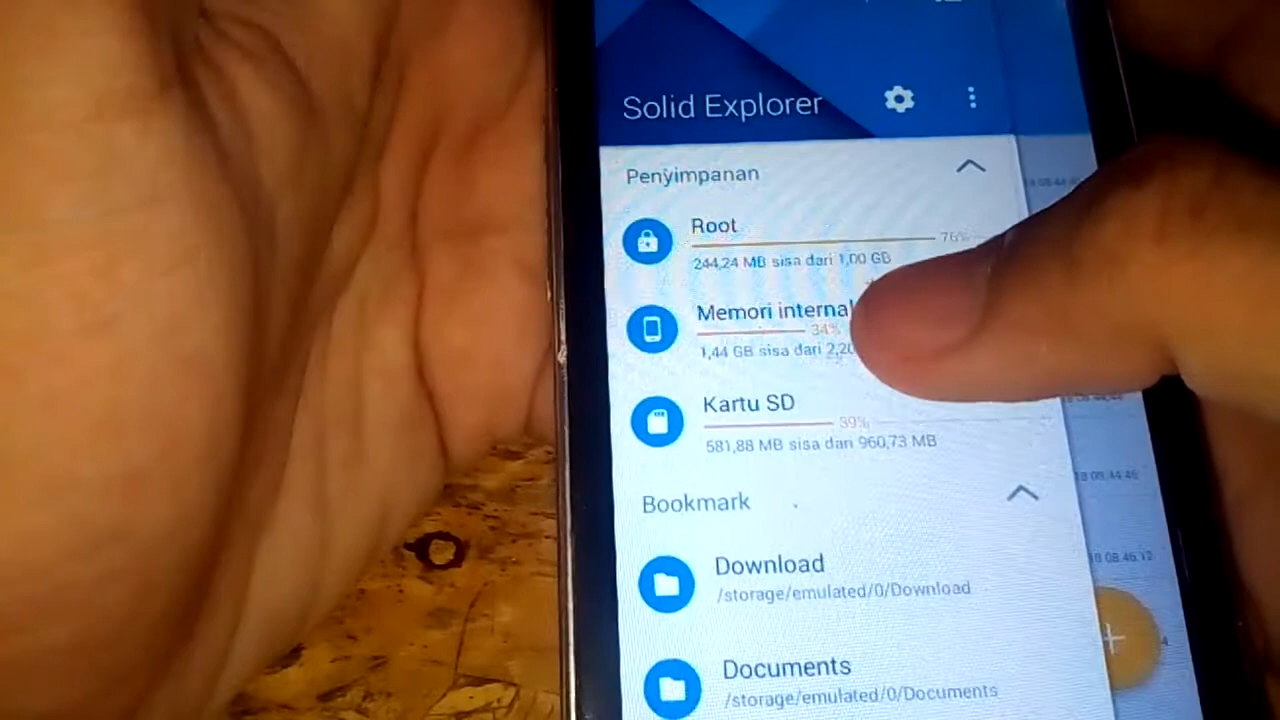 Solid Explorer
Penyimpanan
Root
76%
244,24 MB sisa dari 1,00 GB
Memori internal
34%
1,44 GB sisa dari 2,20
Kartu SD
39%
581,88 MB sisa dari 960,73 MB
Bookmark
Download
/storage/emulated/0/Download
Documents
/storage/emulated/0/Documents